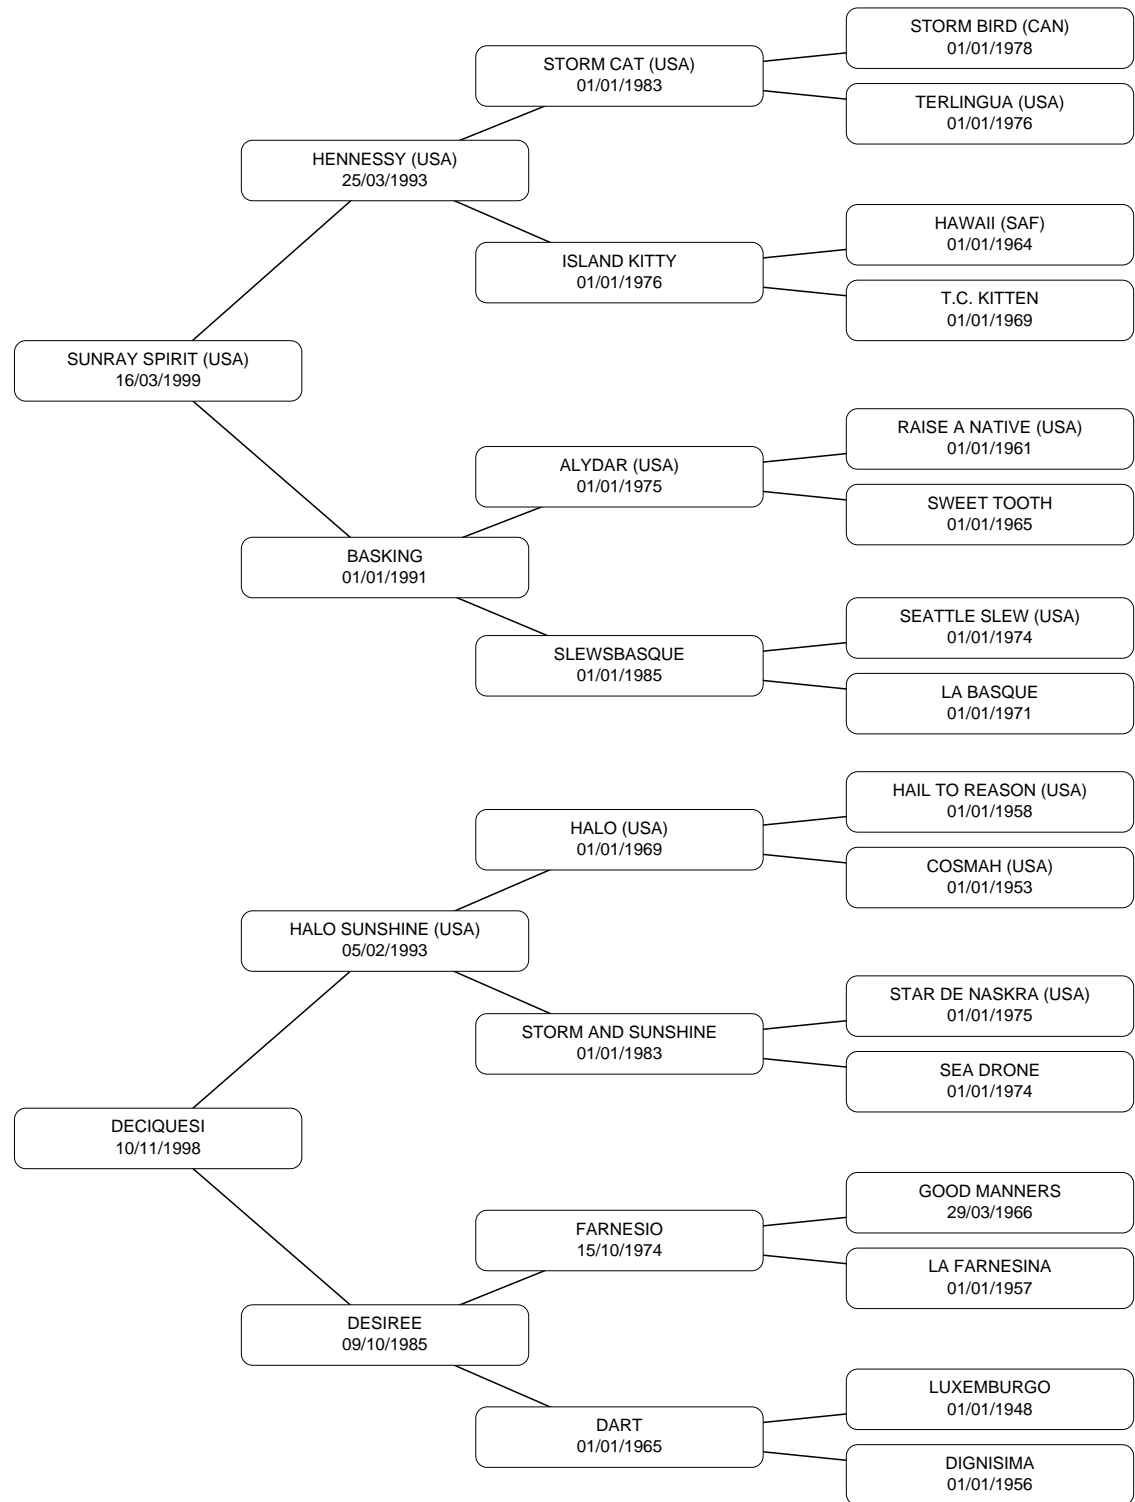 STORM BIRD (CAN)
01/01/1978
STORM CAT (USA)
01/01/1983
TERLINGUA (USA)
01/01/1976
HENNESSY (USA)
25/03/1993
HAWAII (SAF)
01/01/1964
ISLAND KITTY
01/01/1976
T.C. KITTEN
01/01/1969
SUNRAY SPIRIT (USA)
16/03/1999
RAISE A NATIVE (USA)
01/01/1961
ALYDAR (USA)
01/01/1975
SWEET TOOTH
01/01/1965
BASKING
01/01/1991
SEATTLE SLEW (USA)
01/01/1974
SLEWSBASQUE
01/01/1985
LA BASQUE
01/01/1971
HAIL TO REASON (USA)
01/01/1958
HALO (USA)
01/01/1969
COSMAH (USA)
01/01/1953
HALO SUNSHINE (USA)
05/02/1993
STAR DE NASKRA (USA)
01/01/1975
STORM AND SUNSHINE
01/01/1983
SEA DRONE
01/01/1974
DECIQUESI
10/11/1998
GOOD MANNERS
29/03/1966
FARNESIO
15/10/1974
LA FARNESINA
01/01/1957
DESIREE
09/10/1985
LUXEMBURGO
01/01/1948
DART
01/01/1965
DIGNISIMA
01/01/1956